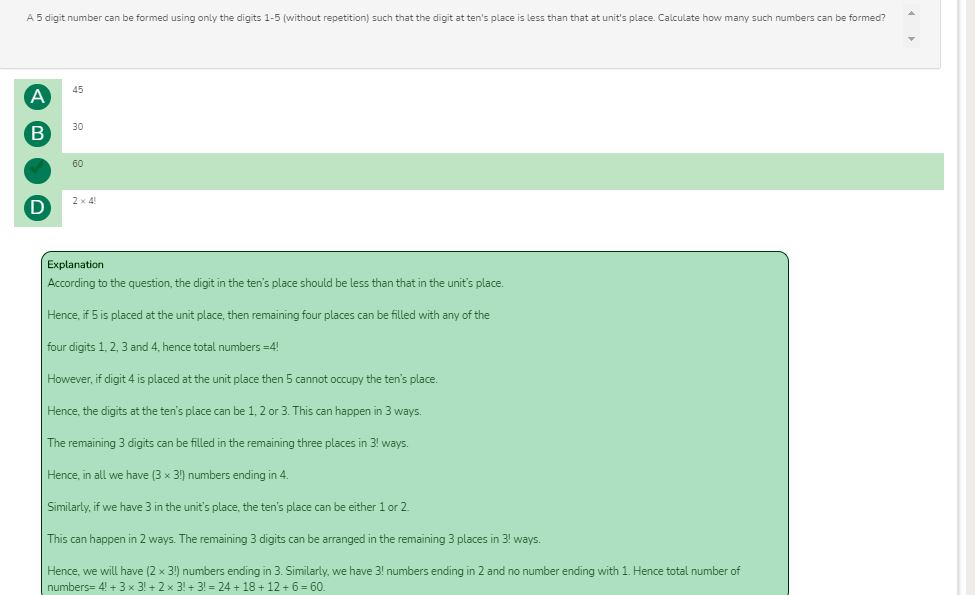 A 5 digit number can be formed using only the digits 1-5 (without repetition) such that the digit at ten's place is less than that at unit's place. Calculate how many such numbers can be formed?
A 45
B 30
60
D 2 × 4!
Explanation
According to the question, the digit in the ten's place should be less than that in the unit's place.
Hence, if 5 is placed at the unit place, then remaining four places can be filled with any of the
four digits 1, 2, 3 and 4, hence total numbers =4!
However, if digit 4 is placed at the unit place then 5 cannot occupy the ten's place.
Hence, the digits at the ten's place can be 1, 2 or 3. This can happen in 3 ways.
The remaining 3 digits can be filled in the remaining three places in 3! ways.
Hence, in all we have (3 × 3!) numbers ending in 4.
Similarly, if we have 3 in the unit's place, the ten's place can be either 1 or 2.
This can happen in 2 ways. The remaining 3 digits can be arranged in the remaining 3 places in 3! ways.
Hence, we will have (2 × 3!) numbers ending in 3. Similarly, we have 3! numbers ending in 2 and no number ending with 1. Hence total number of
numbers= 4! + 3 × 3! + 2 × 3! + 3! = 24 + 18 + 12 + 6 = 60.